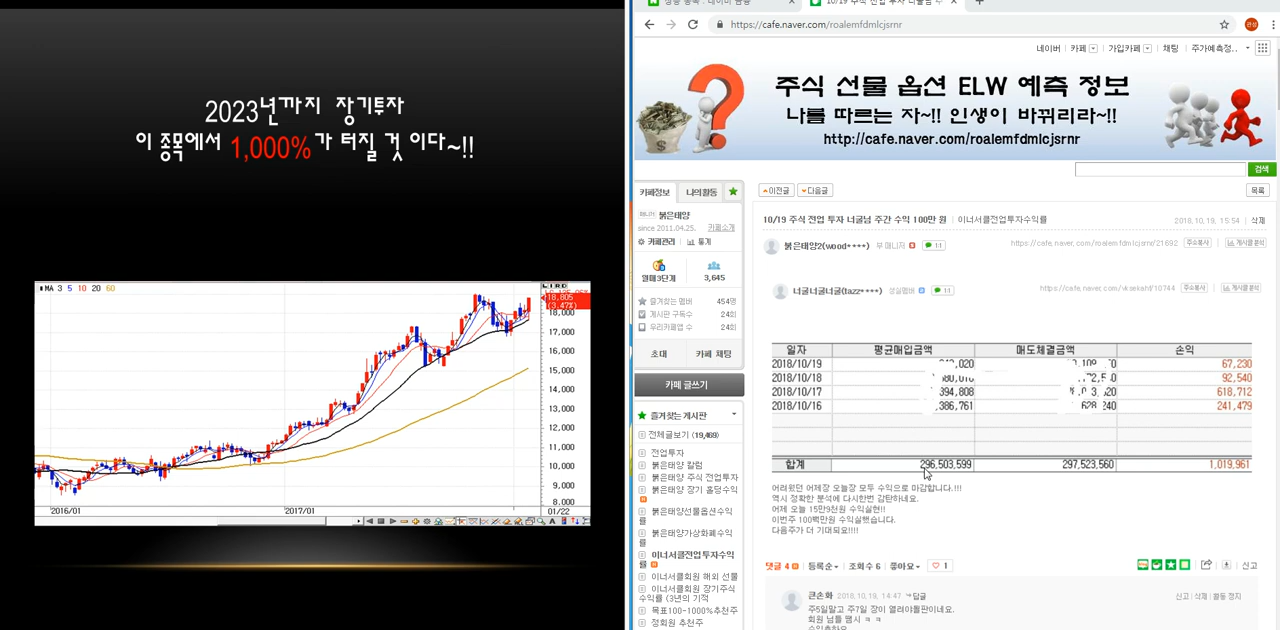 2023년까지 장기투자
이 종목에서 1,000% 가 터질 것 이다~!!
MA 3 5 10 20 60
18,805
(3.47%)
18,000
17,000
16,000
15,000
14,000
13,000
12,000
11,000
10,000
9,000
8,000
2016/01
2017/01
01/22
https://cafe.naver.com/roalemfdmlcjsrnr
네이버 카페 가입카페 채팅 주가예측정..
주식 선물 옵션 ELW 예측 정보
나를 따르는 자~!! 인생이 바뀌리라~!!
http://cafe.naver.com/roalemfdmlcjsrnr
검색
카페정보 나의활동
매니저 붉은태양
since 2011.04.25. 카페소개
카페관리 통계
열매3단계 3,645
즐겨찾는 멤버 454명
게시판 구독수 24회
우리카페앱 수 24회
초대 카페 채팅
카페 글쓰기
즐겨찾는 게시판
전체글보기 (19,469)
전업투자
붉은태양 칼럼
붉은태양 주식 전업투자
붉은태양 장기 홀딩수익
붉은태양선물옵션수익률
붉은태양가상화폐수익률
이너서클전업투자수익률
이너서클회원 해외 선물
이너서클회원 장기주식 수익률 (3년의 기적
목표100-1000%추천주
정회원 추천주
이전글 다음글 목록
10/19 주식 전업 투자 너굴님 주간 수익 100만 원 이너서클전업투자수익률 2018.10.19. 15:54 삭제
붉은태양2(wood****) 부매니저 1:1 https://cafe.naver.com/roalemfdmlcjsrnr/21692 주소복사 게시글 분석
너굴너굴너굴(tazz****) 성실멤버 1:1 주소복사 게시글 분석
일자 평균매입금액 매도체결금액 손익
2018/10/19 67,230
2018/10/18 92,540
2018/10/17 618,712
2018/10/16 241,479
합계 296,503,599 297,523,560 1,019,961
어려웠던 어제장 오늘장 모두 수익으로 마감합니다.!!!
역시 정확한 분석에 다시한번 감탄하네요.
어제 오늘 15만9천원 수익실현!!
이번주 100백만원 수익실했습니다.
다음주가 더 기대되요!!!!
댓글 4 등록순 조회수 6 좋아요 1 신고
큰손화 2018.10.19. 14:47 답글 신고 삭제 활동 정지
주5일말고 주7일 장이 열려야할판이네요.
회원 님들 땡시 ㅋ ㅋ